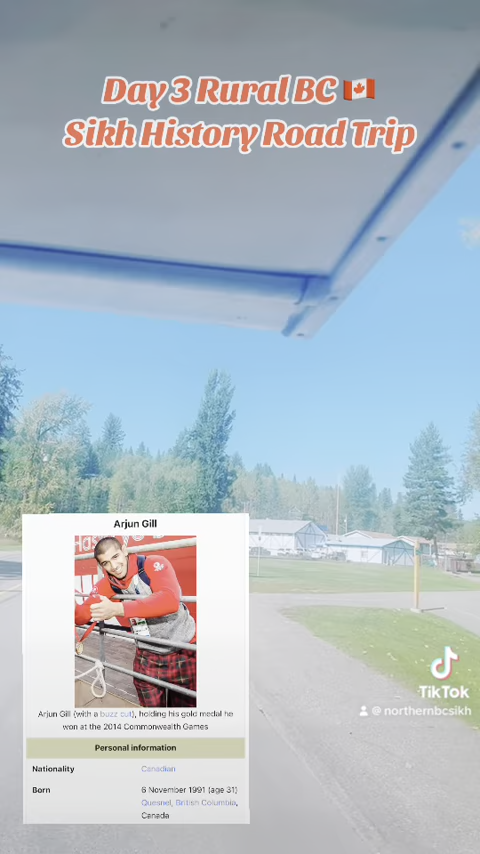 Day 3 Rural BC 🇨🇦
Sikh History Road Trip
Arjun Gill
Arjun Gill (with a buzz cut), holding his gold medal he
won at the 2014 Commonwealth Games
Personal information
Nationality Canadian
Born 6 November 1991 (age 31)
Quesnel, British Columbia,
Canada
TikTok
@northernbcsikh